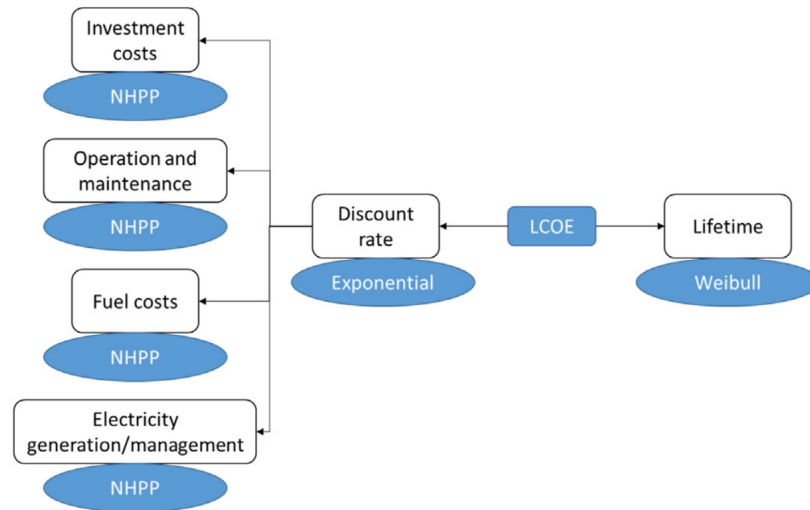 Investment
costs
NHPP
Operation and
maintenance
NHPP
Fuel costs
NHPP
Electricity
generation/management
NHPP
Discount
rate
Exponential
LCOE
Lifetime
Weibull